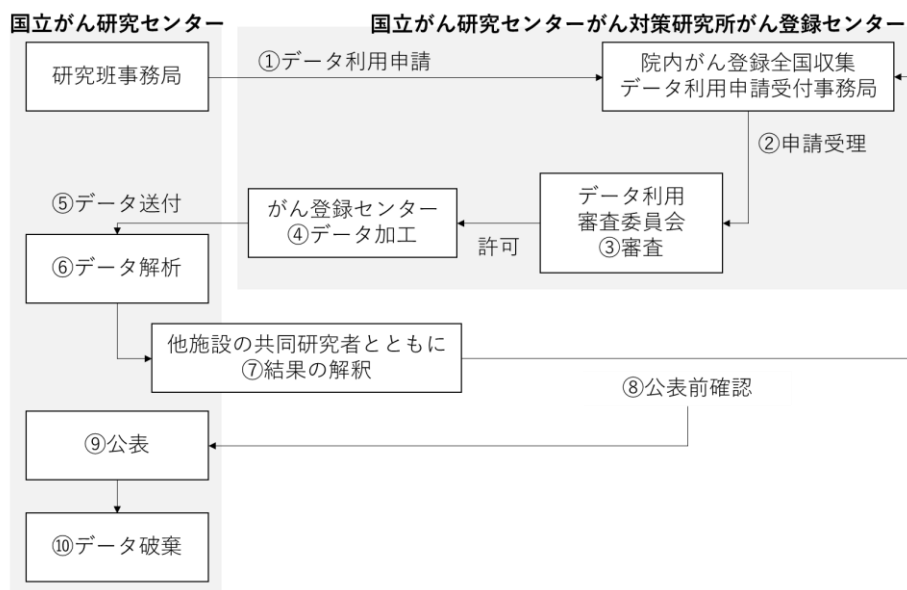 国立がん研究センター
国立がん研究センターがん対策研究所がん登録センター
研究班事務局
①データ利用申請
院内がん登録全国収集
データ利用申請受付事務局
②申請受理
データ利用
審査委員会
③審査
許可
がん登録センター
④データ加工
⑤データ送付
⑥データ解析
他施設の共同研究者とともに
⑦結果の解釈
⑧公表前確認
⑨公表
⑩データ破棄